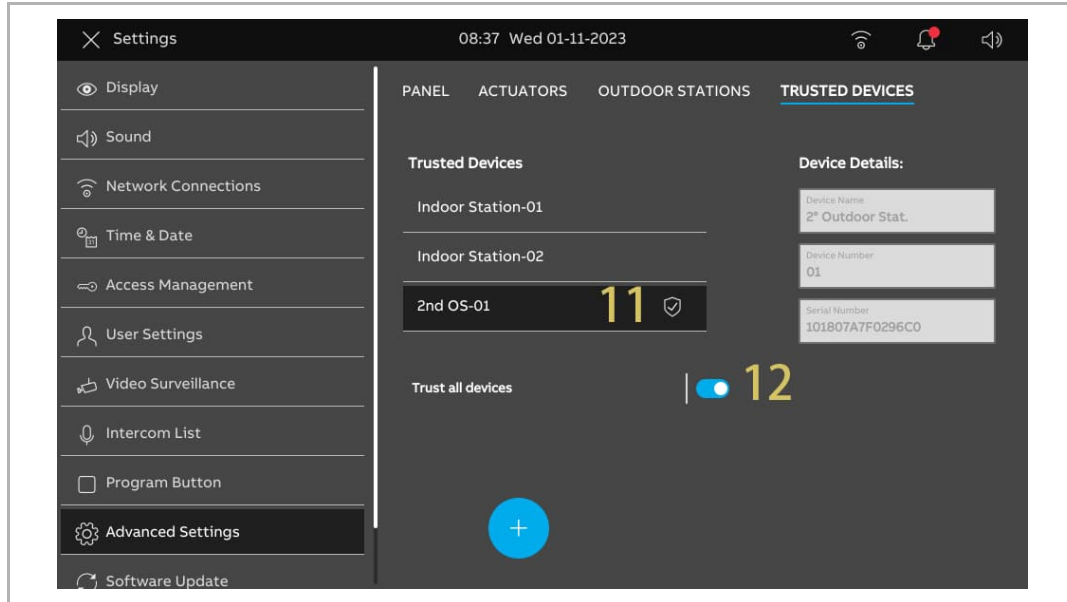 Settings
08:37 Wed 01-11-2023
Display
Sound
Network Connections
Time & Date
31
Access Management
User Settings
Video Surveillance
Intercom List
Program Button
Advanced Settings
Software Update
PANEL ACTUATORS OUTDOOR STATIONS TRUSTED DEVICES
Trusted Devices
Indoor Station-01
Indoor Station-02
2nd OS-01 11
Trust all devices 12
+
Device Details:
Device Name
2° Outdoor Stat.
Device Number
01
Serial Number
101807A7F0296C0